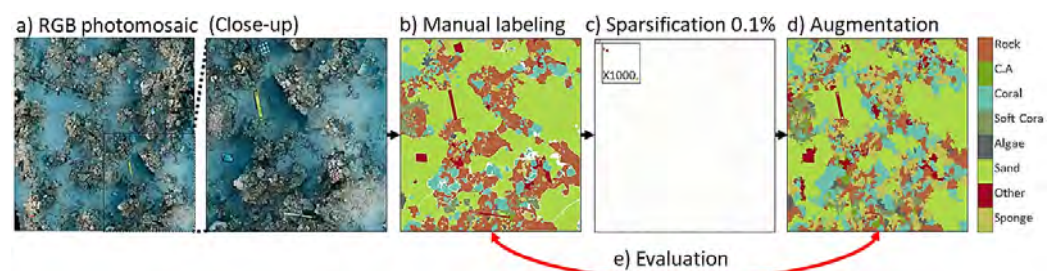 a) RGB photomosaic (Close-up) b) Manual labeling c) Sparsification 0.1% d) Augmentation
X1000
Rock
C.A
Coral
Soft Cora
Algae
Sand
Other
Sponge
e) Evaluation